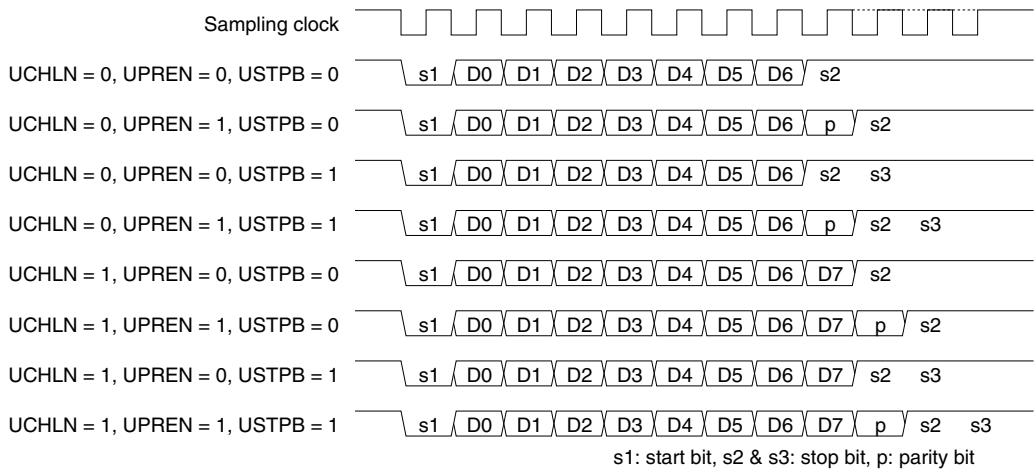 Sampling clock
UCHLN = 0, UPREN = 0, USTPB = 0 s1 D0 D1 D2 D3 D4 D5 D6 s2
UCHLN = 0, UPREN = 1, USTPB = 0 s1 D0 D1 D2 D3 D4 D5 D6 p s2
UCHLN = 0, UPREN = 0, USTPB = 1 s1 D0 D1 D2 D3 D4 D5 D6 s2 s3
UCHLN = 0, UPREN = 1, USTPB = 1 s1 D0 D1 D2 D3 D4 D5 D6 p s2 s3
UCHLN = 1, UPREN = 0, USTPB = 0 s1 D0 D1 D2 D3 D4 D5 D6 D7 s2
UCHLN = 1, UPREN = 1, USTPB = 0 s1 D0 D1 D2 D3 D4 D5 D6 D7 p s2
UCHLN = 1, UPREN = 0, USTPB = 1 s1 D0 D1 D2 D3 D4 D5 D6 D7 s2 s3
UCHLN = 1, UPREN = 1, USTPB = 1 s1 D0 D1 D2 D3 D4 D5 D6 D7 p s2 s3
s1: start bit, s2 & s3: stop bit, p: parity bit